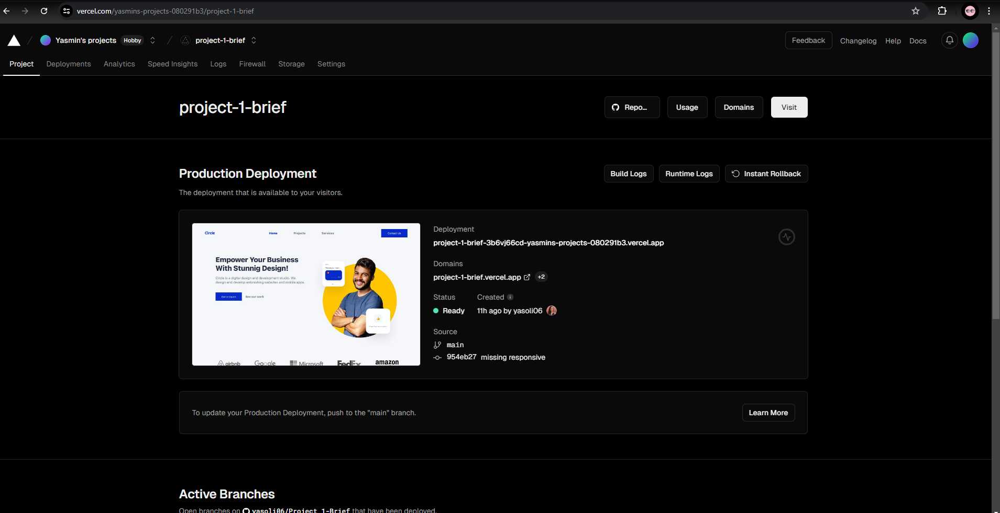 vercel.com/yasmins-projects-080291b3/project-1-brief
Yasmin's projects Hobby project-1-brief
Feedback Changelog Help Docs
Project Deployments Analytics Speed Insights Logs Firewall Storage Settings
project-1-brief
Repo... Usage Domains Visit
Production Deployment
Build Logs Runtime Logs Instant Rollback
The deployment that is available to your visitors.
Circle Home Projects Services Contact Us
Empower Your Business
With Stunnig Design!
Circle is a digital design and development studio. We
design and develop astonishing websites and mobile apps.
Get in touch See our work
airbnb Google Microsoft FedEx amazon
Deployment
project-1-brief-3b6vj66cd-yasmins-projects-080291b3.vercel.app
Domains
project-1-brief.vercel.app +2
Status Created
Ready 11h ago by yasoli06
Source
main
954eb27 missing responsive
To update your Production Deployment, push to the "main" branch.
Learn More
Active Branches
Open branches on yasoli06/Project_1-Brief that have been deployed.